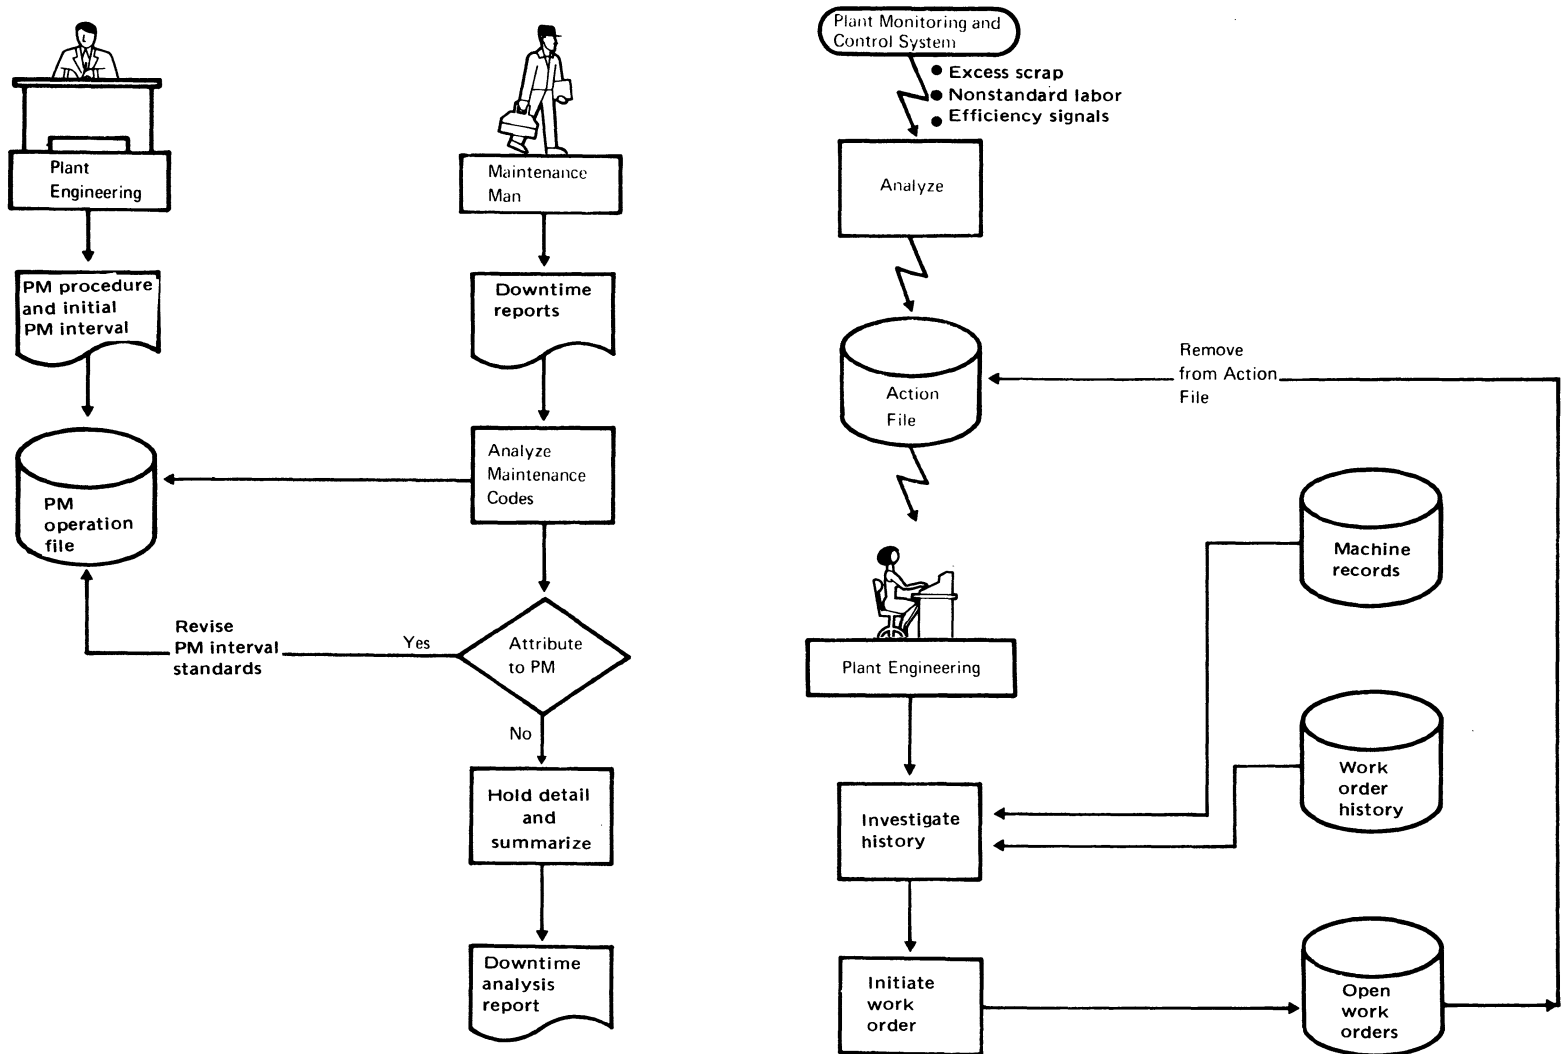 Plant
Engineering
PM procedure
and initial
PM interval
PM
operation
file
Revise
PM interval
standards
Yes
Maintenance
Man
Downtime
reports
Analyze
Maintenance
Codes
Attribute
to PM
No
Hold detail
and
summarize
Downtime
analysis
report
Plant Monitoring and
Control System
● Excess scrap
● Nonstandard labor
● Efficiency signals
Analyze
Action
File
Remove
from Action
File
Plant Engineering
Machine
records
Work
order
history
Investigate
history
Initiate
work
order
Open
work
orders